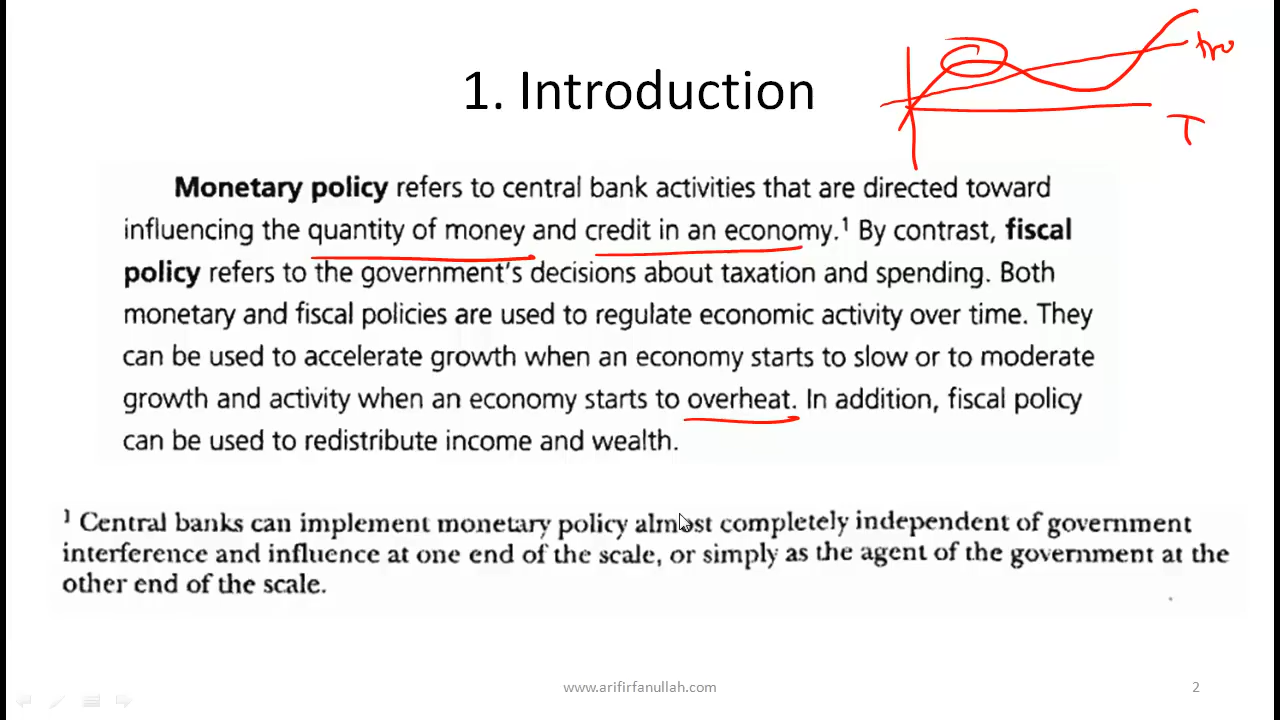 1. Introduction
T
Monetary policy refers to central bank activities that are directed toward
influencing the quantity of money and credit in an economy.¹ By contrast, fiscal
policy refers to the government's decisions about taxation and spending. Both
monetary and fiscal policies are used to regulate economic activity over time. They
can be used to accelerate growth when an economy starts to slow or to moderate
growth and activity when an economy starts to overheat. In addition, fiscal policy
can be used to redistribute income and wealth.
¹ Central banks can implement monetary policy almost completely independent of government
interference and influence at one end of the scale, or simply as the agent of the government at the
other end of the scale.
www.arifirfanullah.com
2